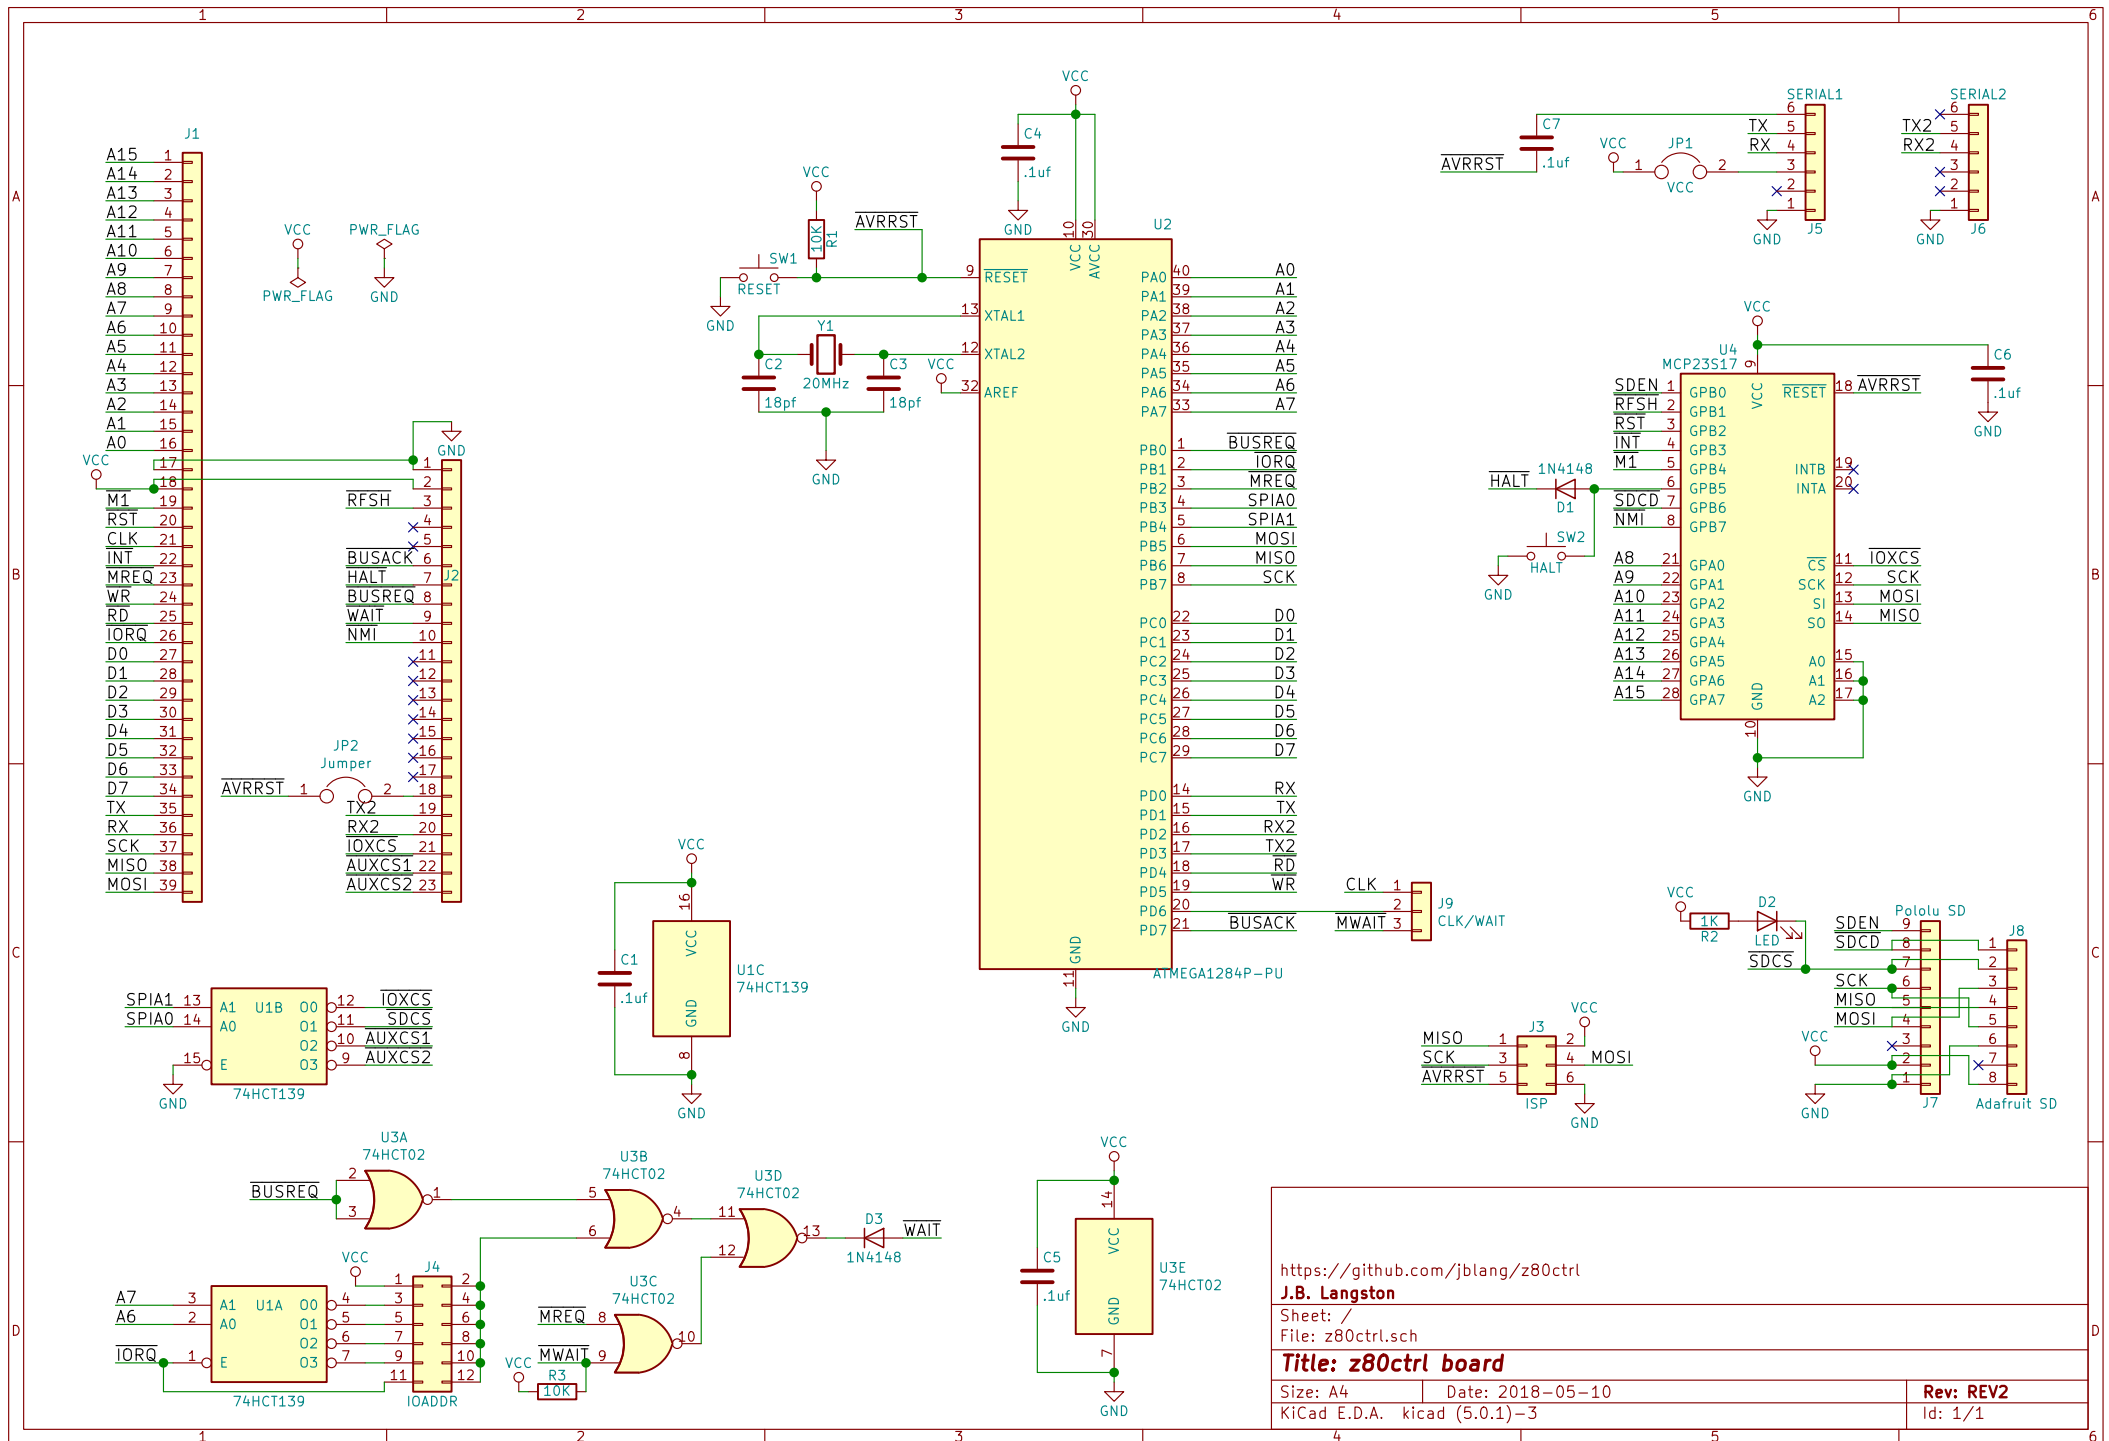 1 2 3 4 5 6
A
B
C
D
J1
A15 1
A14 2
A13 3
A12 4
A11 5
A10 6
A9 7
A8 8
A7 9
A6 10
A5 11
A4 12
A3 13
A2 14
A1 15
A0 16
VCC 17
18
M1 19
RST 20
CLK 21
INT 22
MREQ 23
WR 24
RD 25
IORQ 26
D0 27
D1 28
D2 29
D3 30
D4 31
D5 32
D6 33
D7 34
TX 35
RX 36
SCK 37
MISO 38
MOSI 39
VCC
PWR_FLAG
PWR_FLAG
GND
GND
1
2
RFSH 3
4
5
BUSACK 6
HALT 7
J2
BUSREQ 8
WAIT 9
NMI 10
11
12
13
14
15
16
17
JP2
Jumper
AVRRST 1 2 18
TX2 19
RX2 20
IOXCS 21
AUXCS1 22
AUXCS2 23
VCC
C4
.1uf
GND
VCC
10K
R1
AVRRST
SW1
RESET
GND
Y1
20MHz
C2
18pf
C3
18pf
VCC
GND
U2
10 30
VCC AVCC
9 RESET
13 XTAL1
12 XTAL2
32 AREF
PA0 40 A0
PA1 39 A1
PA2 38 A2
PA3 37 A3
PA4 36 A4
PA5 35 A5
PA6 34 A6
PA7 33 A7
PB0 1 BUSREQ
PB1 2 IORQ
PB2 3 MREQ
PB3 4 SPIA0
PB4 5 SPIA1
PB5 6 MOSI
PB6 7 MISO
PB7 8 SCK
PC0 22 D0
PC1 23 D1
PC2 24 D2
PC3 25 D3
PC4 26 D4
PC5 27 D5
PC6 28 D6
PC7 29 D7
PD0 14 RX
PD1 15 TX
PD2 16 RX2
PD3 17 TX2
PD4 18 RD
PD5 19 WR
PD6 20
PD7 21 BUSACK
GND
11
ATMEGA1284P-PU
GND
CLK 1
2
MWAIT 3
J9
CLK/WAIT
SERIAL1
C7
.1uf
AVRRST
VCC
JP1
1 2
VCC
6
TX 5
RX 4
3
2
1
GND
J5
SERIAL2
6
TX2 5
RX2 4
3
2
1
GND
J6
VCC
U4
MCP23S17
9
VCC
C6
.1uf
GND
SDEN 1 GPB0
RFSH 2 GPB1
RST 3 GPB2
INT 4 GPB3
M1 5 GPB4
6 GPB5
SDCD 7 GPB6
NMI 8 GPB7
A8 21 GPA0
A9 22 GPA1
A10 23 GPA2
A11 24 GPA3
A12 25 GPA4
A13 26 GPA5
A14 27 GPA6
A15 28 GPA7
RESET 18 AVRRST
INTB 19
INTA 20
CS 11 IOXCS
SCK 12 SCK
SI 13 MOSI
SO 14 MISO
A0 15
A1 16
A2 17
GND
10
GND
HALT
1N4148
D1
SW2
HALT
GND
VCC
1K
R2
D2
LED
SDCS
Pololu SD
SDEN 9
SDCD 8
7
SCK 6
MISO 5
MOSI 4
3
VCC 2
1
GND
J7
J8
1
2
3
4
5
6
7
8
Adafruit SD
J3
MISO 1 2 VCC
SCK 3 4 MOSI
AVRRST 5 6
ISP
GND
VCC
16
VCC
C1
.1uf
U1C
74HCT139
GND
8
GND
SPIA1 13 A1 U1B O0 12 IOXCS
SPIA0 14 A0 O1 11 SDCS
O2 10 AUXCS1
15 E O3 9 AUXCS2
GND
74HCT139
U3A
74HCT02
BUSREQ
2
3
1
U3B
74HCT02
5
6
4
U3D
74HCT02
11
12
13
D3
1N4148
WAIT
U3C
74HCT02
MREQ 8
MWAIT 9
10
VCC
R3
10K
VCC
J4
A7 3 A1 U1A O0 4
A6 2 A0 O1 5
O2 6
IORQ 1 E O3 7
74HCT139
1 2
3 4
5 6
7 8
9 10
11 12
IOADDR
VCC
14
VCC
C5
.1uf
U3E
74HCT02
GND
7
GND
https://github.com/jblang/z80ctrl
J.B. Langston
Sheet: /
File: z80ctrl.sch
Title: z80ctrl board
Size: A4 Date: 2018-05-10 Rev: REV2
KiCad E.D.A. kicad (5.0.1)-3 Id: 1/1
A
B
C
D
1 2 3 4 5 6